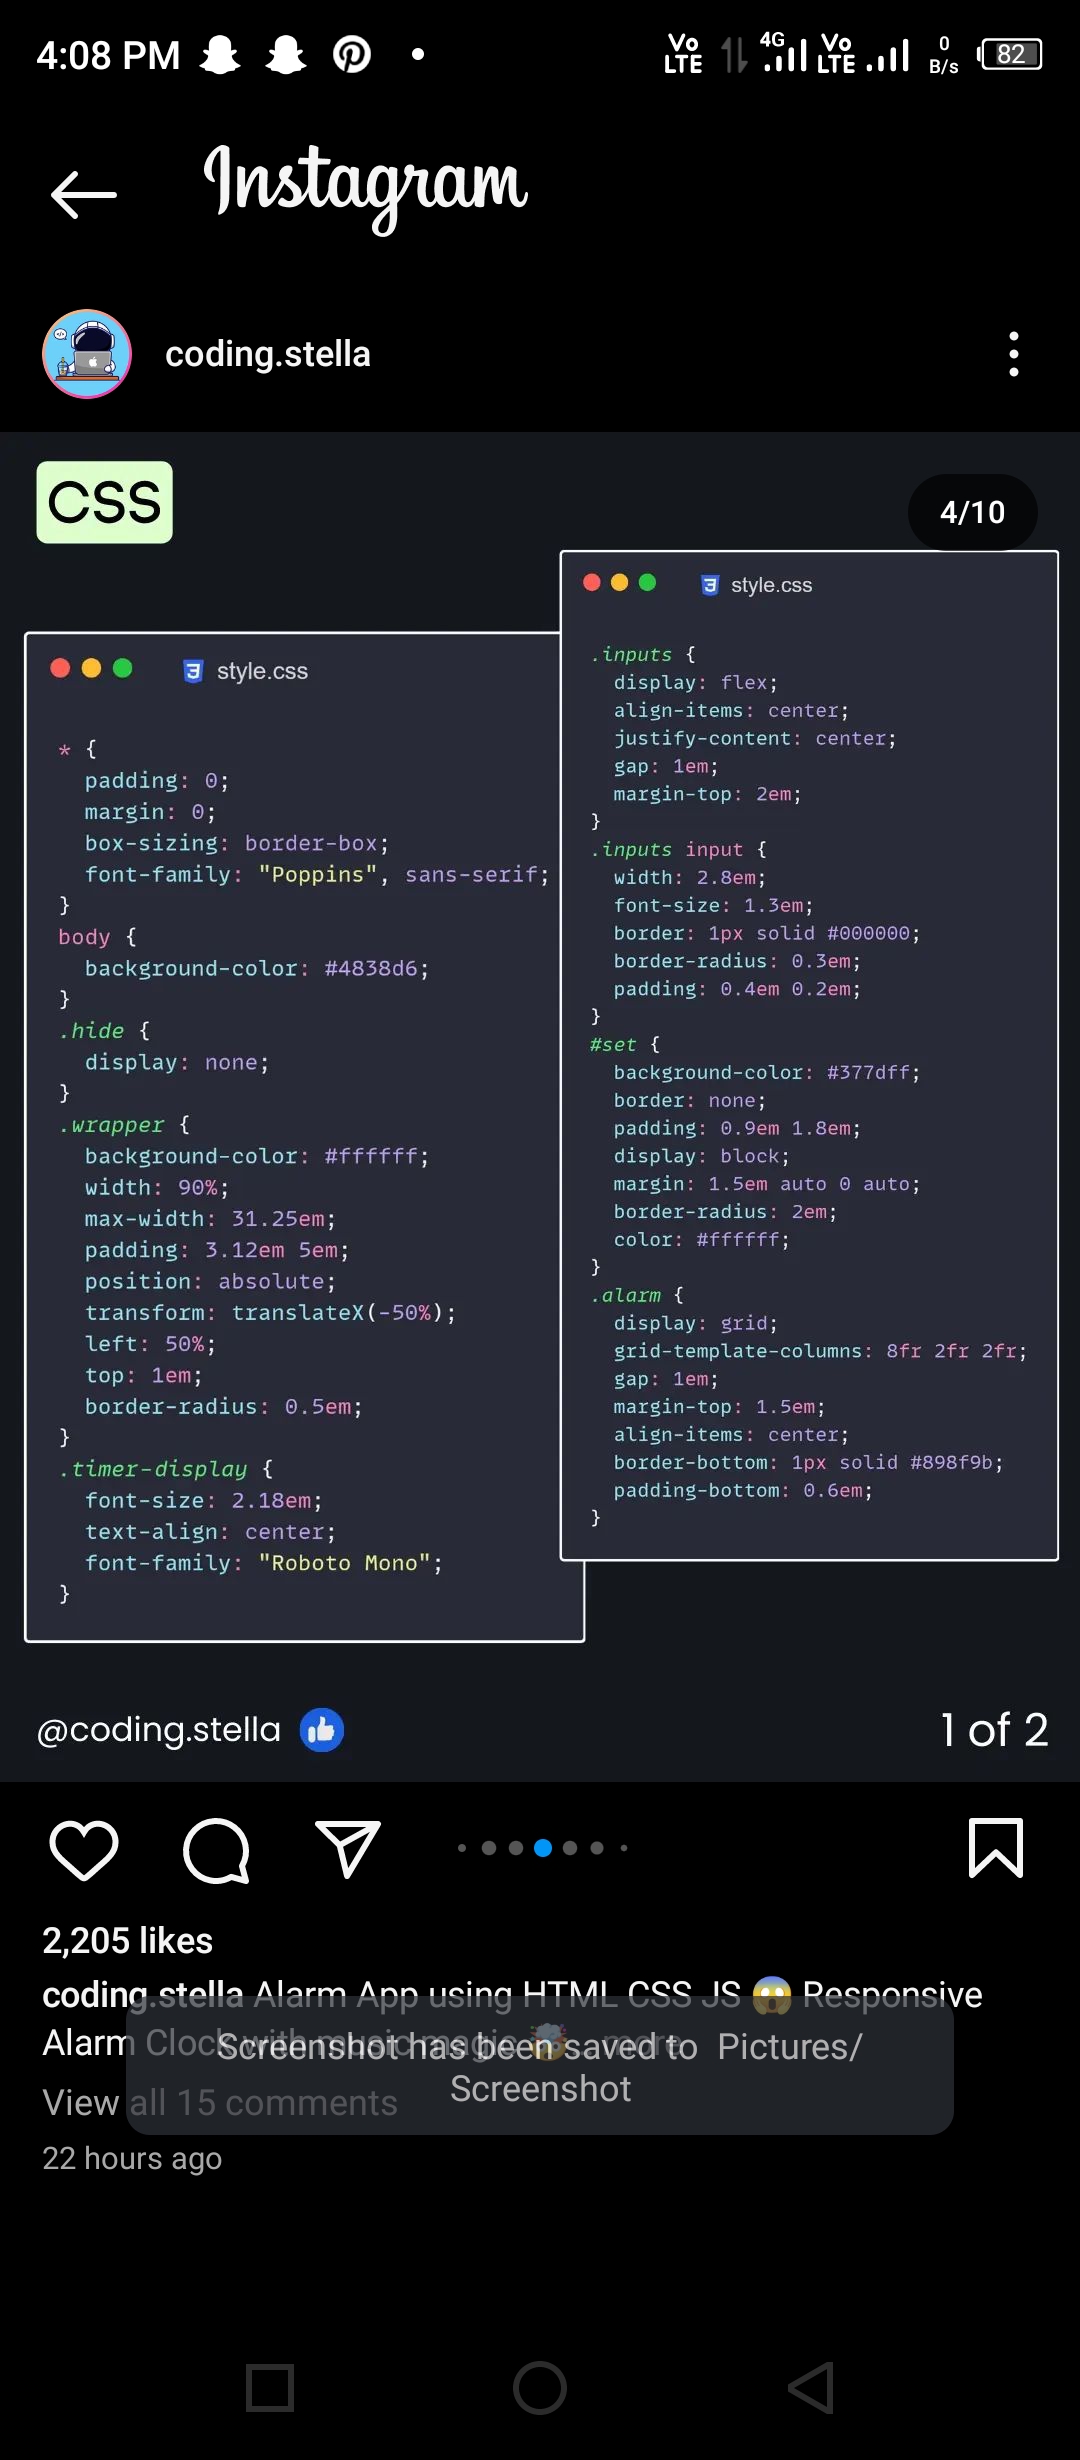 4:08 PM
Vo
LTE
4G
Vo
LTE
0
B/s
82
Instagram
coding.stella
CSS
4/10
style.css
* {
  padding: 0;
  margin: 0;
  box-sizing: border-box;
  font-family: "Poppins", sans-serif;
}
body {
  background-color: #4838d6;
}
.hide {
  display: none;
}
.wrapper {
  background-color: #ffffff;
  width: 90%;
  max-width: 31.25em;
  padding: 3.12em 5em;
  position: absolute;
  transform: translateX(-50%);
  left: 50%;
  top: 1em;
  border-radius: 0.5em;
}
.timer-display {
  font-size: 2.18em;
  text-align: center;
  font-family: "Roboto Mono";
}
style.css
.inputs {
  display: flex;
  align-items: center;
  justify-content: center;
  gap: 1em;
  margin-top: 2em;
}
.inputs input {
  width: 2.8em;
  font-size: 1.3em;
  border: 1px solid #000000;
  border-radius: 0.3em;
  padding: 0.4em 0.2em;
}
#set {
  background-color: #377dff;
  border: none;
  padding: 0.9em 1.8em;
  display: block;
  margin: 1.5em auto 0 auto;
  border-radius: 2em;
  color: #ffffff;
}
.alarm {
  display: grid;
  grid-template-columns: 8fr 2fr 2fr;
  gap: 1em;
  margin-top: 1.5em;
  align-items: center;
  border-bottom: 1px solid #898f9b;
  padding-bottom: 0.6em;
}
@coding.stella
1 of 2
2,205 likes
coding.stella Alarm App using HTML CSS JS 😱 Responsive
Alarm Clock with music magic 🤯... more
Screenshot has been saved to Pictures/
Screenshot
View all 15 comments
22 hours ago